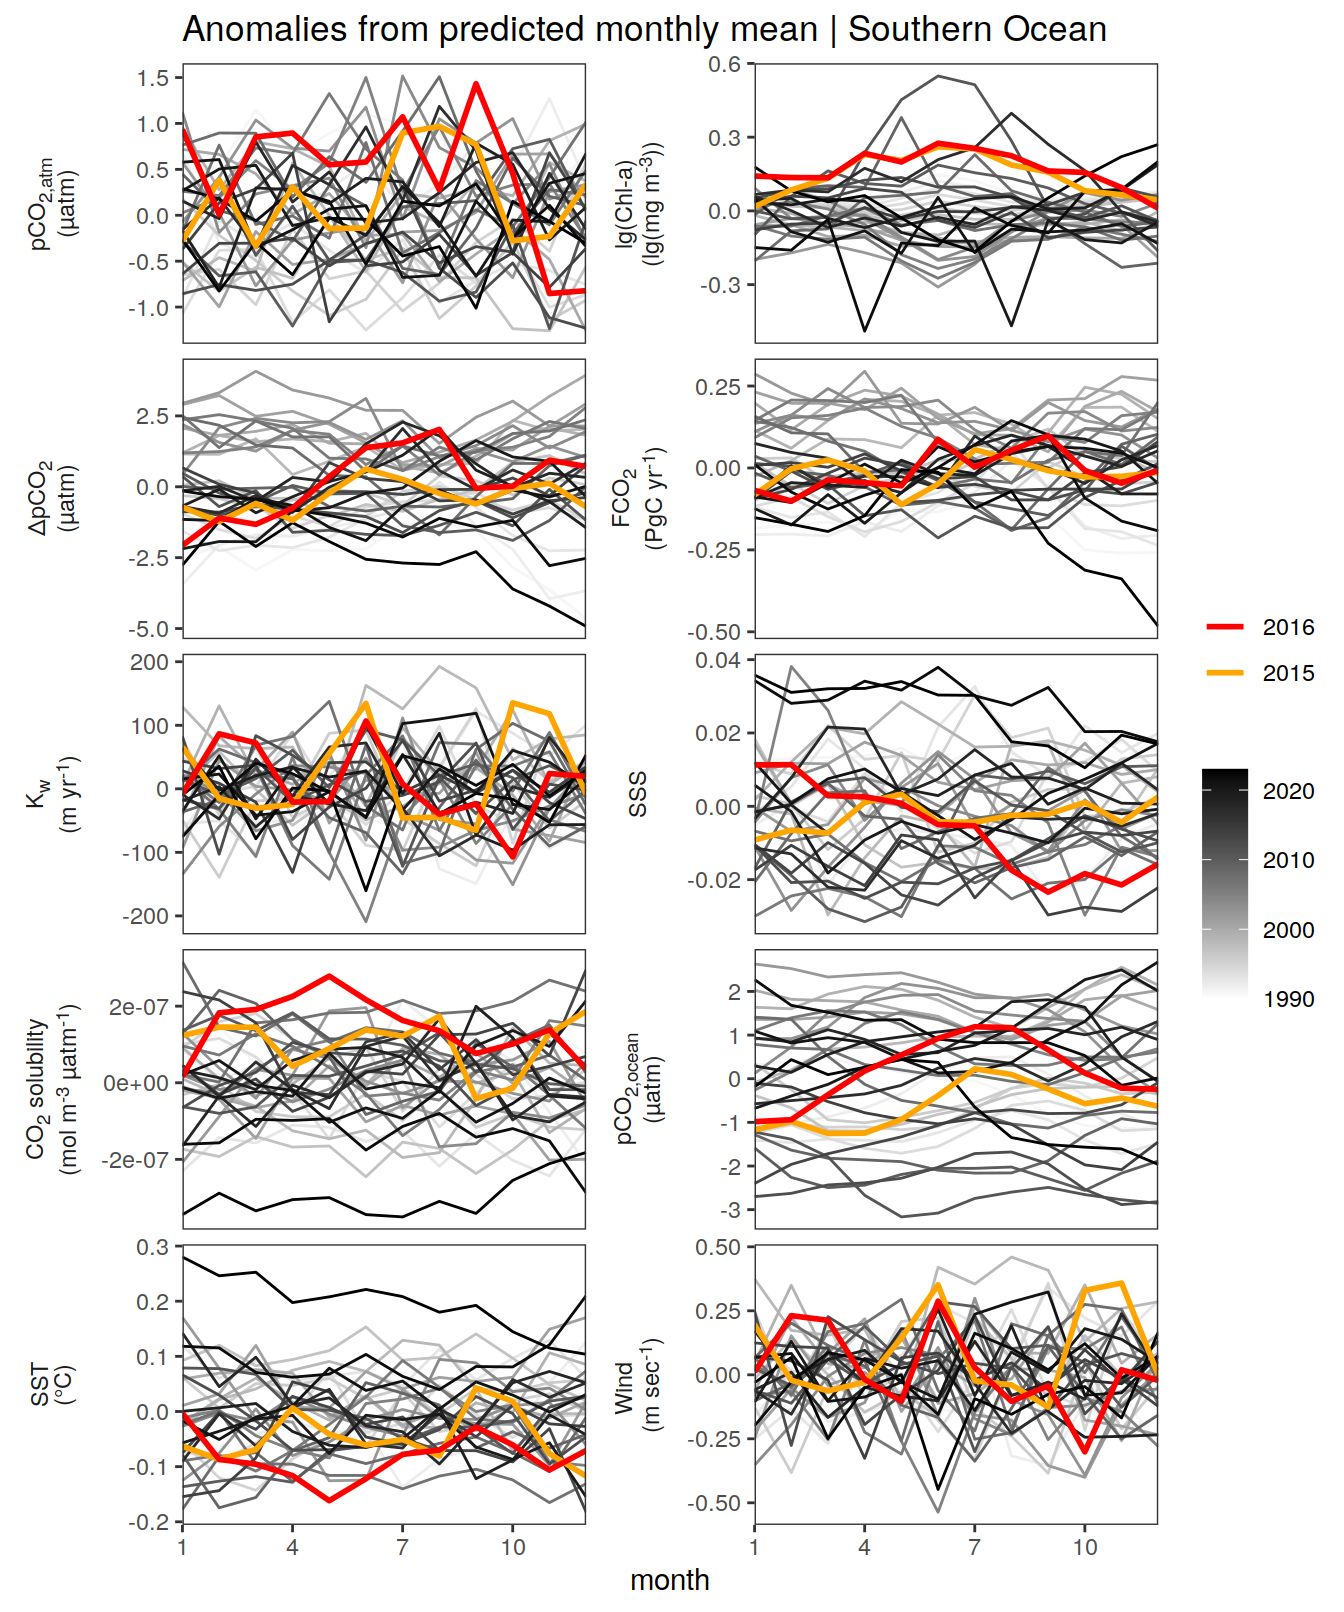 Anomalies from predicted monthly mean | Southern Ocean
pCO2,atm
(µatm)
1.5
1.0
0.5
0.0
-0.5
-1.0
lg(Chl-a)
(lg(mg m-3))
0.6
0.3
0.0
-0.3
ΔpCO2
(µatm)
2.5
0.0
-2.5
-5.0
FCO2
(PgC yr-1)
0.25
0.00
-0.25
-0.50
Kw
(m yr-1)
200
100
0
-100
-200
SSS
0.04
0.02
0.00
-0.02
CO2 solubility
(mol m-3 µatm-1)
2e-07
0e+00
-2e-07
pCO2,ocean
(µatm)
2
1
0
-1
-2
-3
SST
(°C)
0.3
0.2
0.1
0.0
-0.1
-0.2
Wind
(m sec-1)
0.50
0.25
0.00
-0.25
-0.50
1 4 7 10
1 4 7 10
month
2016
2015
2020
2010
2000
1990